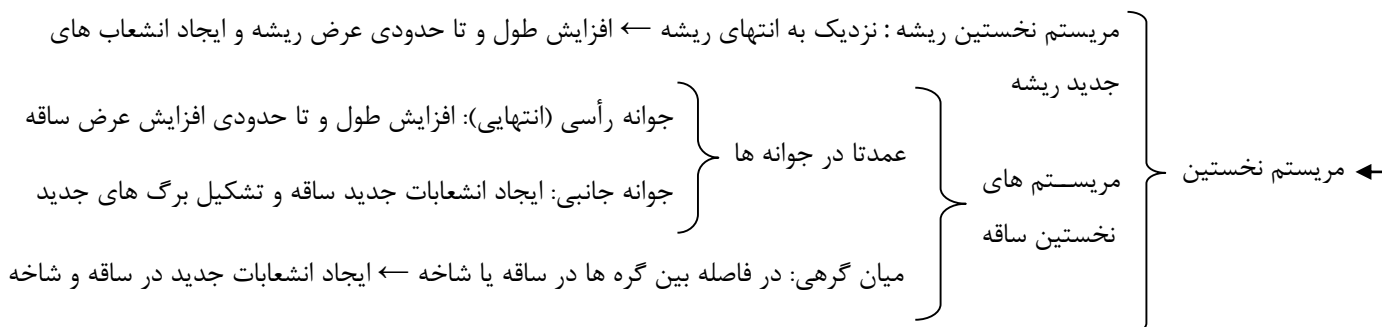 مریستم نخستین
مریستم نخستین ریشه : نزدیک به انتهای ریشه ← افزایش طول و تا حدودی عرض ریشه و ایجاد انشعاب های
جدید ریشه
مریستم های
نخستین ساقه
عمدتا در جوانه ها
جوانه رأسی (انتهایی): افزایش طول و تا حدودی افزایش عرض ساقه
جوانه جانبی: ایجاد انشعابات جدید ساقه و تشکیل برگ های جدید
میان گرهی: در فاصله بین گره ها در ساقه یا شاخه ← ایجاد انشعابات جدید در ساقه و شاخه